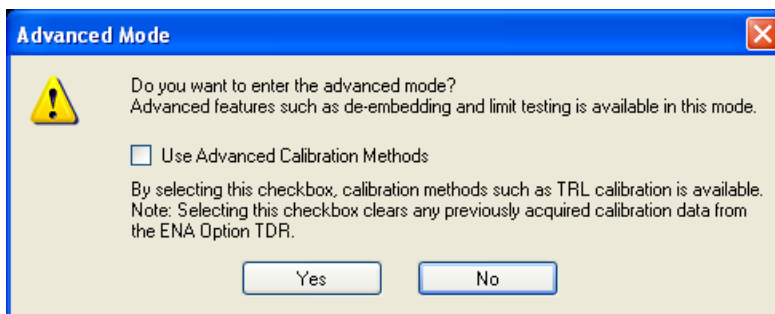 Advanced Mode
Do you want to enter the advanced mode?
Advanced features such as de-embedding and limit testing is available in this mode.
Use Advanced Calibration Methods
By selecting this checkbox, calibration methods such as TRL calibration is available.
Note: Selecting this checkbox clears any previously acquired calibration data from
the ENA Option TDR.
Yes
No